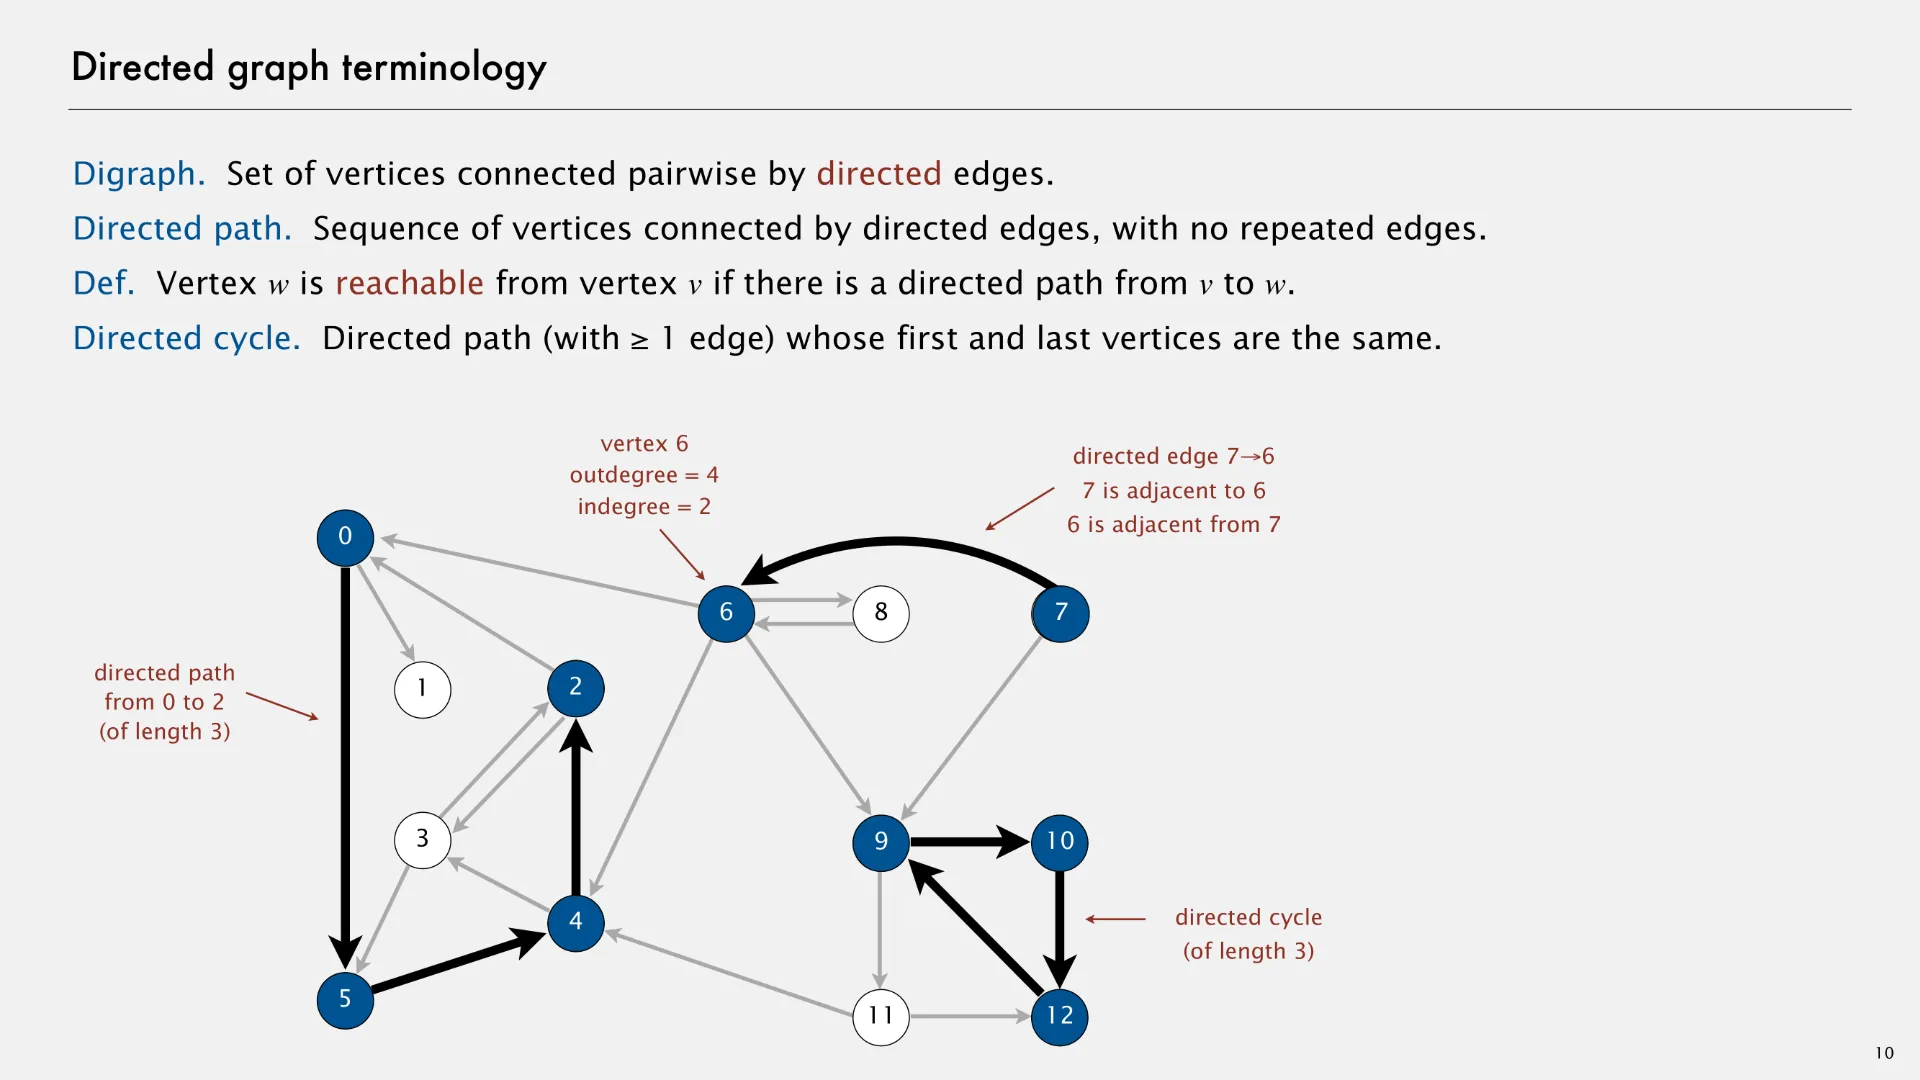 Directed graph terminology
Digraph. Set of vertices connected pairwise by directed edges.
Directed path. Sequence of vertices connected by directed edges, with no repeated edges.
Def. Vertex w is reachable from vertex v if there is a directed path from v to w.
Directed cycle. Directed path (with ≥ 1 edge) whose first and last vertices are the same.
vertex 6
outdegree = 4
indegree = 2
directed edge 7→6
7 is adjacent to 6
6 is adjacent from 7
0
6
8
7
directed path
from 0 to 2
(of length 3)
1
2
3
9
10
4
directed cycle
(of length 3)
5
11
12
10